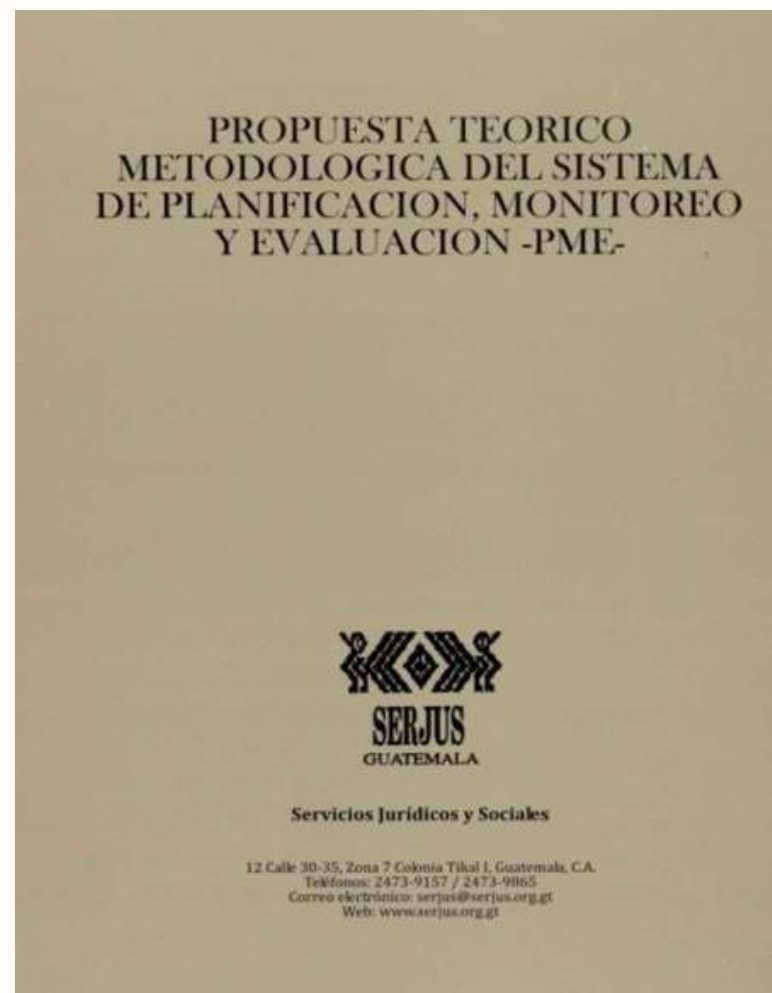 PROPUESTA TEORICO
METODOLOGICA DEL SISTEMA
DE PLANIFICACION, MONITOREO
Y EVALUACION -PME-
SERJUS
GUATEMALA
Servicios Jurídicos y Sociales
12 Calle 30-35, Zona 7 Colonia Tikal I, Guatemala, C.A.
Teléfonos: 2473-9157 / 2473-9865
Correo electrónico: serjus@serjus.org.gt
Web: www.serjus.org.gt